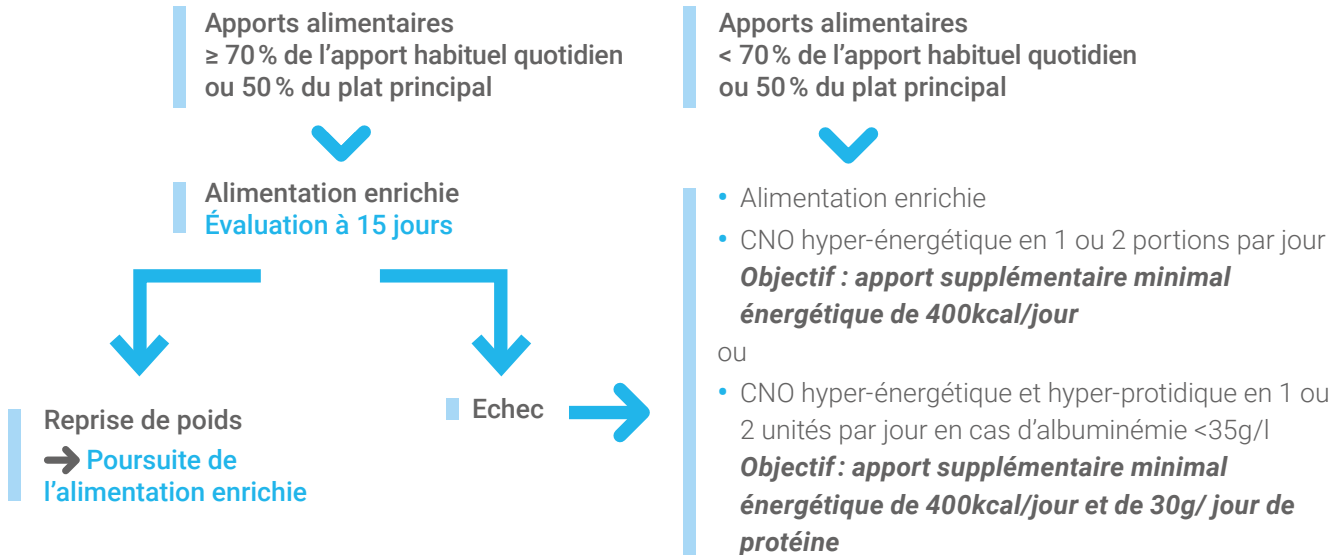 Apports alimentaires
≥ 70 % de l’apport habituel quotidien
ou 50 % du plat principal
Alimentation enrichie
Évaluation à 15 jours
Reprise de poids
Poursuite de
l’alimentation enrichie
Echec
Apports alimentaires
< 70 % de l’apport habituel quotidien
ou 50 % du plat principal
• Alimentation enrichie
• CNO hyper-énergétique en 1 ou 2 portions par jour
Objectif : apport supplémentaire minimal
énergétique de 400kcal/jour
ou
• CNO hyper-énergétique et hyper-protidique en 1 ou
2 unités par jour en cas d’albuminémie <35g/l
Objectif : apport supplémentaire minimal
énergétique de 400kcal/jour et de 30g/ jour de
protéine